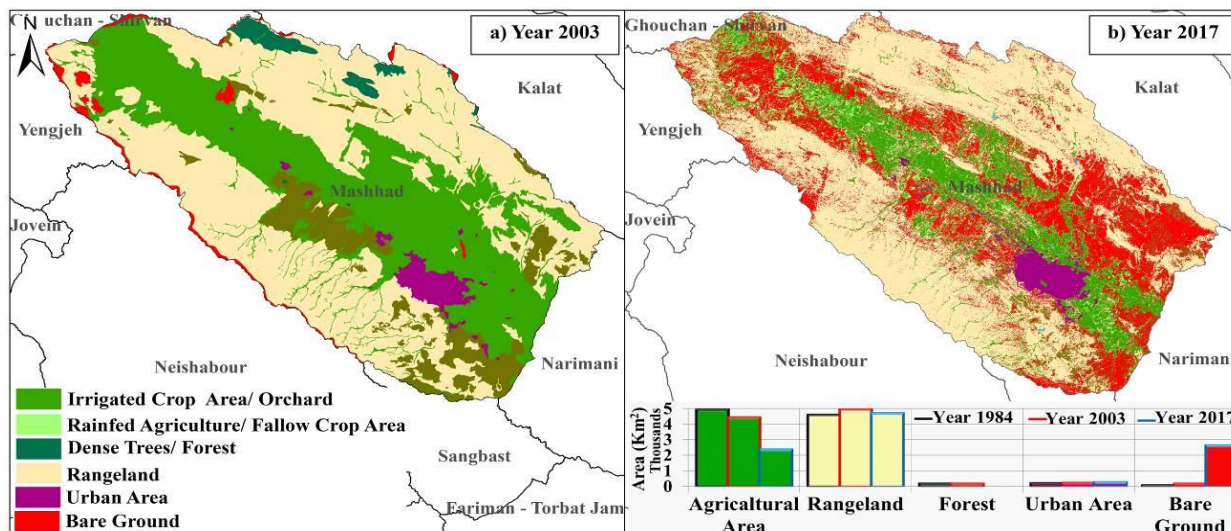 Ghouchan - Shirvan
N
a) Year 2003
Kalat
Yengjeh
Mashhad
Jovein
Neishabour
Narimani
Sangbast
Fariman - Torbat Jam
Irrigated Crop Area/ Orchard
Rainfed Agriculture/ Fallow Crop Area
Dense Trees/ Forest
Rangeland
Urban Area
Bare Ground
Ghouchan - Shirvan
b) Year 2017
Kalat
Yengjeh
Mashhad
Jovein
Neishabour
Narimani
Area (Km²)
Thousands
5
4
3
2
1
0
Year 1984
Year 2003
Year 2017
Agricultural
Area
Rangeland
Forest
Urban Area
Bare
Ground